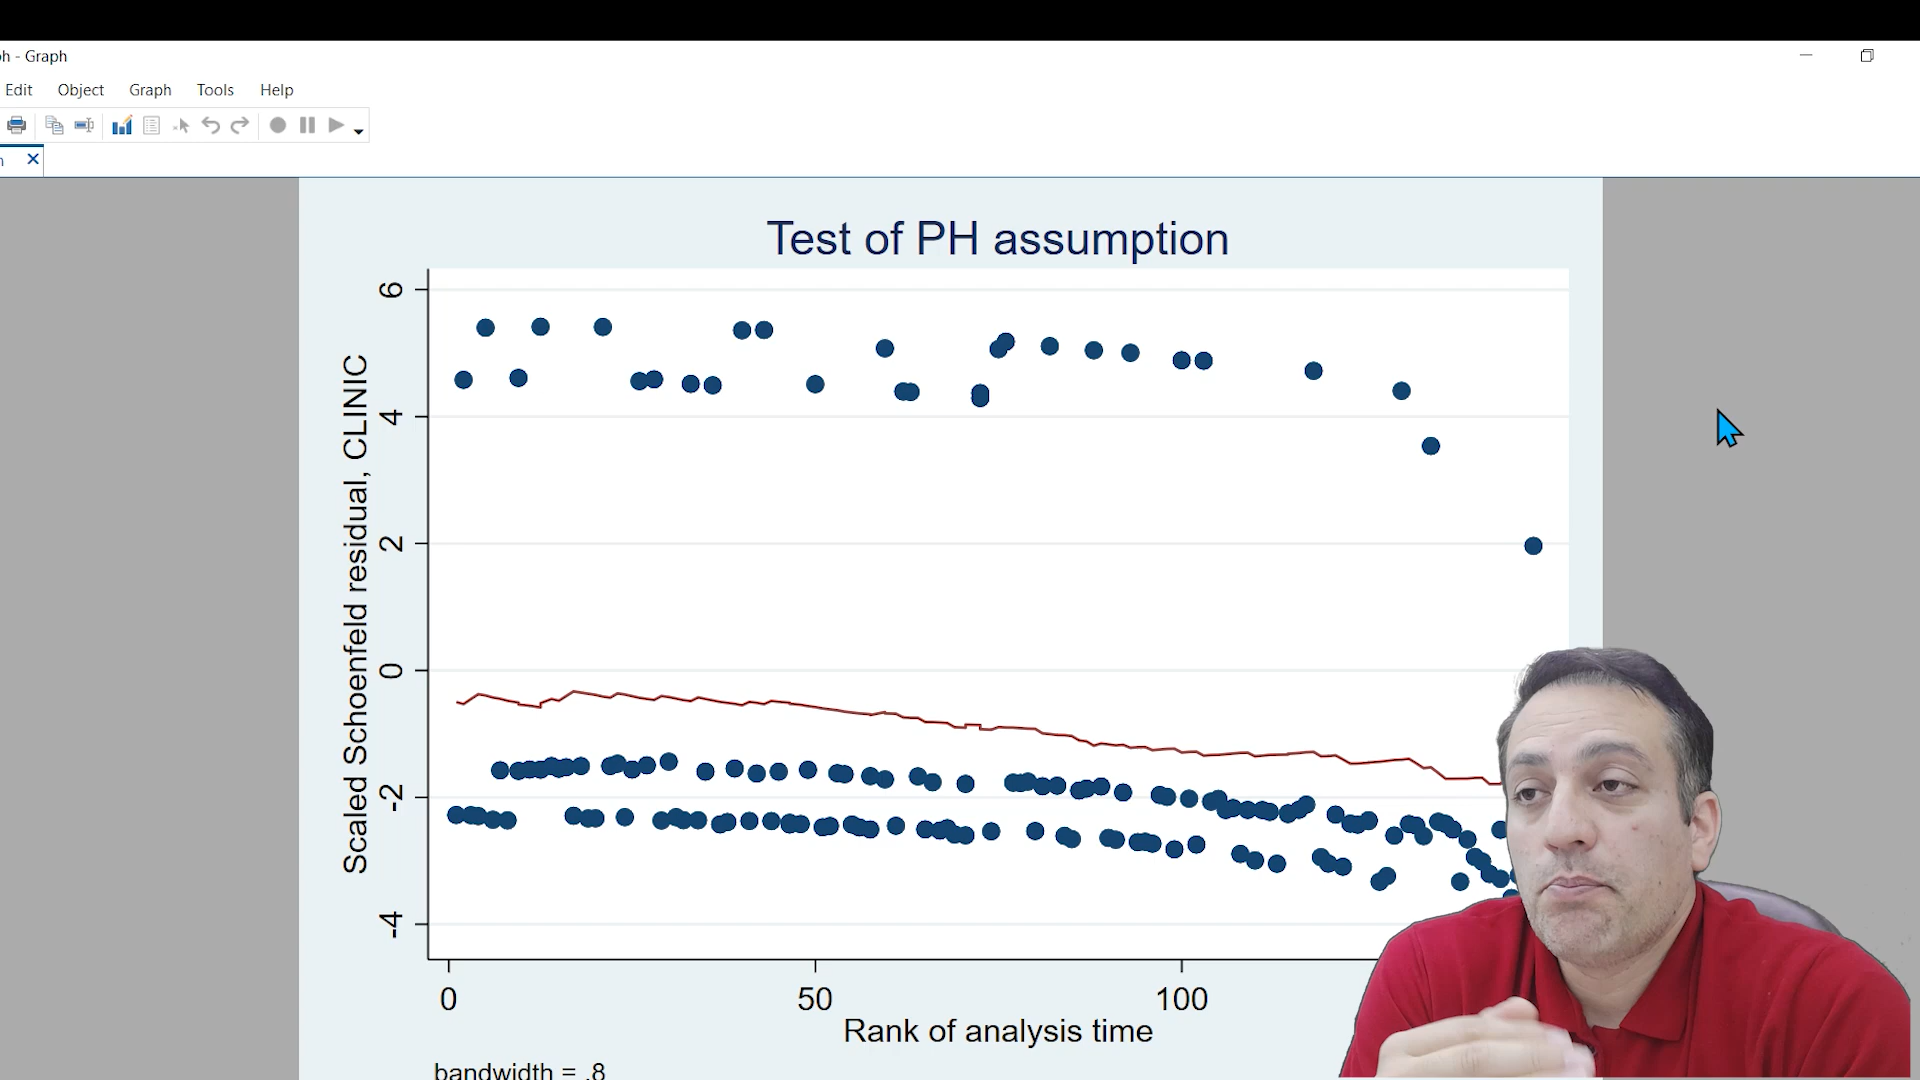 h - Graph
Edit Object Graph Tools Help
Test of PH assumption
Scaled Schoenfeld residual, CLINIC
6
4
2
0
-2
-4
0 50 100
Rank of analysis time
bandwidth = .8